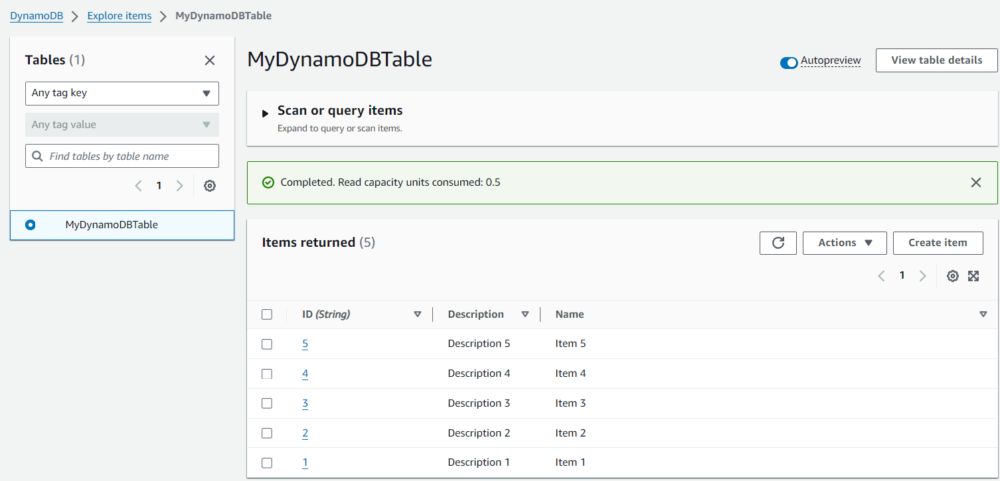 DynamoDB > Explore items > MyDynamoDBTable
Tables (1)
Any tag key
Any tag value
Find tables by table name
1
MyDynamoDBTable
MyDynamoDBTable
Autopreview
View table details
Scan or query items
Expand to query or scan items.
Completed. Read capacity units consumed: 0.5
Items returned (5)
Actions
Create item
1
ID (String) Description Name
5 Description 5 Item 5
4 Description 4 Item 4
3 Description 3 Item 3
2 Description 2 Item 2
1 Description 1 Item 1